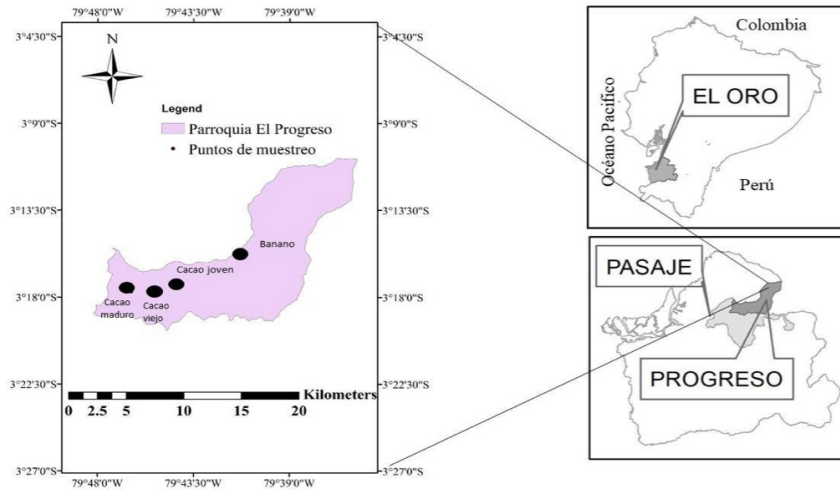 79°48'0"W
79°43'30"W
79°39'0"W
3°4'30"S
3°9'0"S
3°13'30"S
3°18'0"S
3°22'30"S
3°27'0"S
N
Legend
Parroquia El Progreso
Puntos de muestreo
Banano
Cacao joven
Cacao
maduro
Cacao
viejo
Kilometers
0 2.5 5 10 15 20
3°4'30"S
3°9'0"S
3°13'30"S
3°18'0"S
3°22'30"S
3°27'0"S
79°48'0"W
79°43'30"W
79°39'0"W
Colombia
EL ORO
Océano Pacífico
Perú
PASAJE
PROGRESO